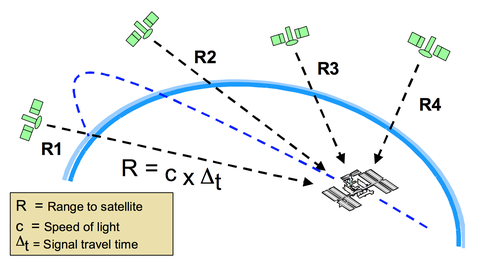 R2
R3
R4
R1
R = c x Δt
R = Range to satellite
c = Speed of light
Δt = Signal travel time